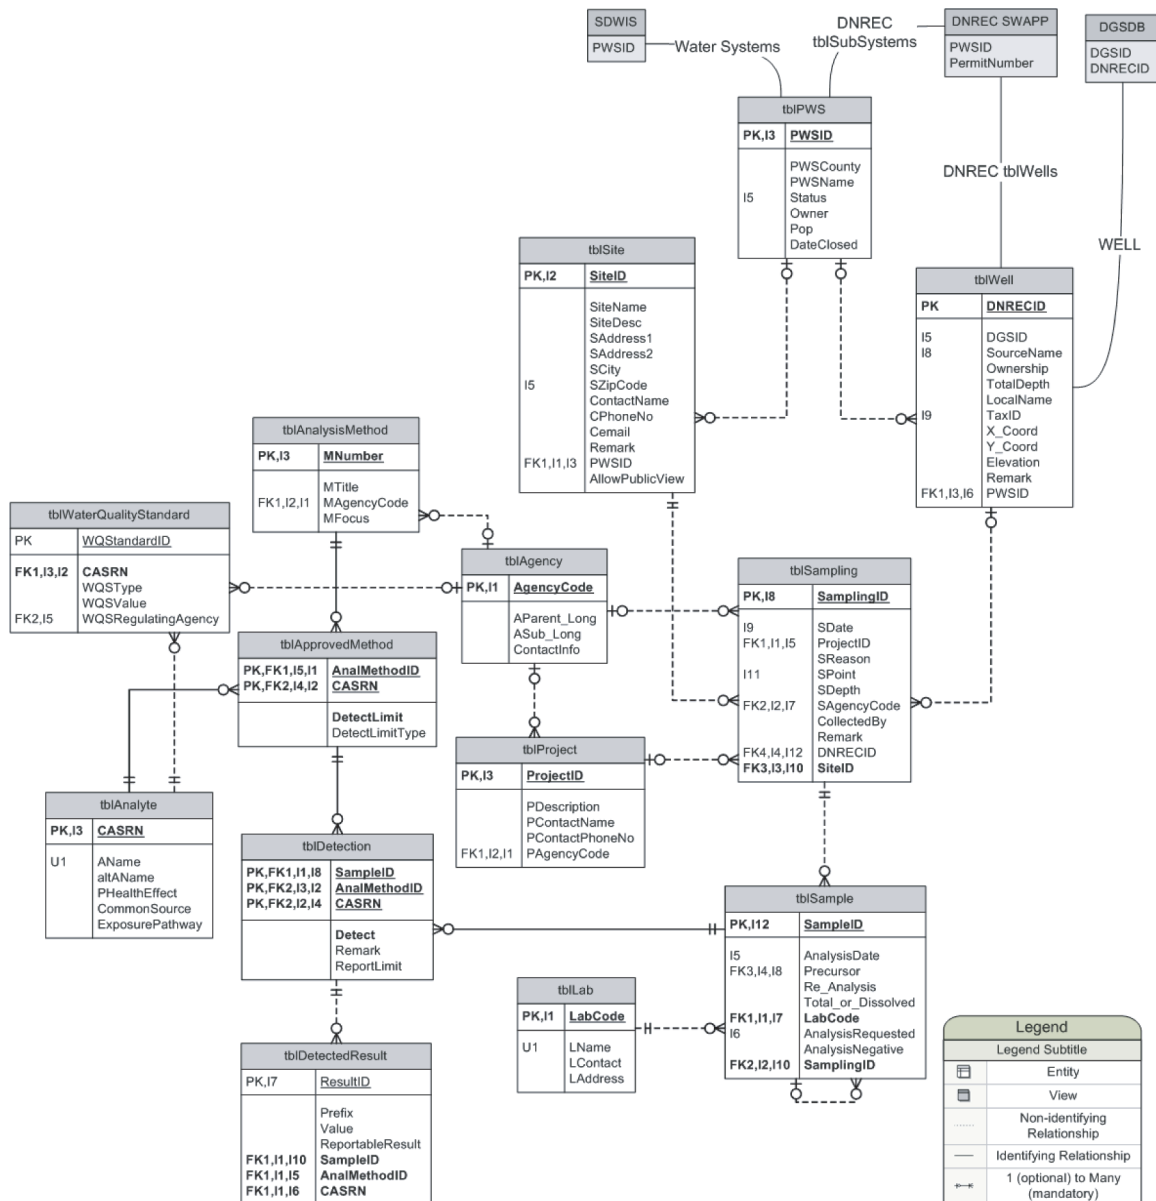 SDWIS
PWSID
Water Systems
DNREC
tblSubSystems
DNREC SWAPP
PWSID
PermitNumber
DGSDB
DGSID
DNRECID
tblPWS
PK,I3 PWSID
PWSCounty
PWSName
I5 Status
Owner
Pop
DateClosed
DNREC tblWells
WELL
tblSite
PK,I2 SiteID
SiteName
SiteDesc
SAddress1
SAddress2
SCity
I5 SZipCode
ContactName
CPhoneNo
Cemail
Remark
FK1,I1,I3 PWSID
AllowPublicView
tblWell
PK DNRECID
I5 DGSID
I8 SourceName
Ownership
TotalDepth
LocalName
I9 TaxID
X_Coord
Y_Coord
Elevation
Remark
FK1,I3,I6 PWSID
tblAnalysisMethod
PK,I3 MNumber
MTitle
FK1,I2,I1 MAgencyCode
MFocus
tblWaterQualityStandard
PK WQStandardID
FK1,I3,I2 CASRN
WQSType
WQSValue
FK2,I5 WQSRegulatingAgency
tblAgency
PK,I1 AgencyCode
AParent_Long
ASub_Long
ContactInfo
tblSampling
PK,I8 SamplingID
I9 SDate
FK1,I1,I5 ProjectID
SReason
I11 SPoint
SDepth
FK2,I2,I7 SAgencyCode
CollectedBy
Remark
FK4,I4,I12 DNRECID
FK3,I3,I10 SiteID
tblApprovedMethod
PK,FK1,I5,I1 AnalMethodID
PK,FK2,I4,I2 CASRN
DetectLimit
DetectLimitType
tblProject
PK,I3 ProjectID
PDescription
PContactName
PContactPhoneNo
FK1,I2,I1 PAgencyCode
tblAnalyte
PK,I3 CASRN
U1 AName
altAName
PHealthEffect
CommonSource
ExposurePathway
tblDetection
PK,FK1,I1,I8 SampleID
PK,FK2,I3,I2 AnalMethodID
PK,FK2,I2,I4 CASRN
Detect
Remark
ReportLimit
tblSample
PK,I12 SampleID
I5 AnalysisDate
FK3,I4,I8 Precursor
Re_Analysis
Total_or_Dissolved
FK1,I1,I7 LabCode
I6 AnalysisRequested
AnalysisNegative
FK2,I2,I10 SamplingID
tblLab
PK,I1 LabCode
U1 LName
LContact
LAddress
tblDetectedResult
PK,I7 ResultID
Prefix
Value
ReportableResult
FK1,I1,I10 SampleID
FK1,I1,I5 AnalMethodID
FK1,I1,I6 CASRN
Legend
Legend Subtitle
Entity
View
Non-identifying
Relationship
Identifying Relationship
1 (optional) to Many
(mandatory)